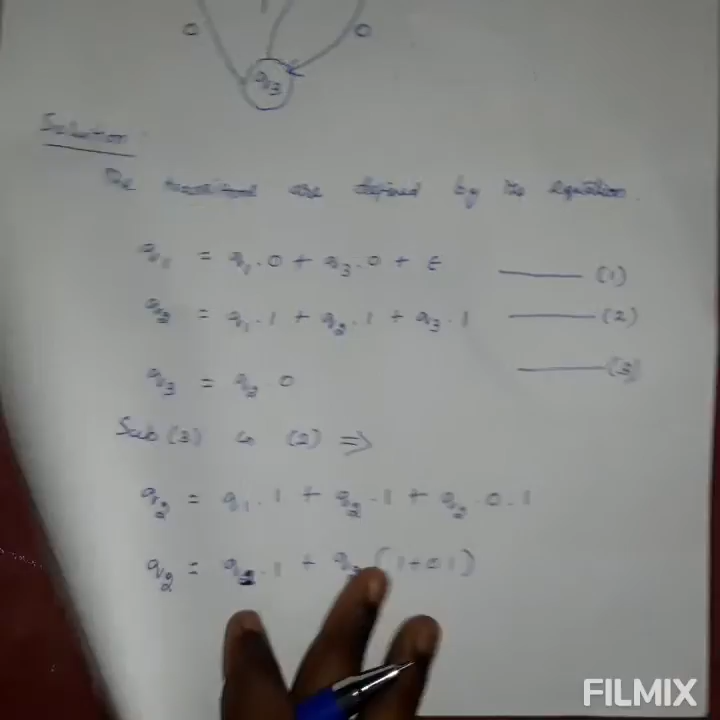 0 1 0
q3
Solution:
The are defined by the equation.
q1 = q1.0 + q3.0 + ε —— (1)
q2 = q1.1 + q2.1 + q3.1 —— (2)
q3 = q2 0 —— (3)
Sub (3) in (2) ⇒
q2 = q1.1 + q2.1 + q2.0.1
q2 = .1 + (1+01)
FILMIX